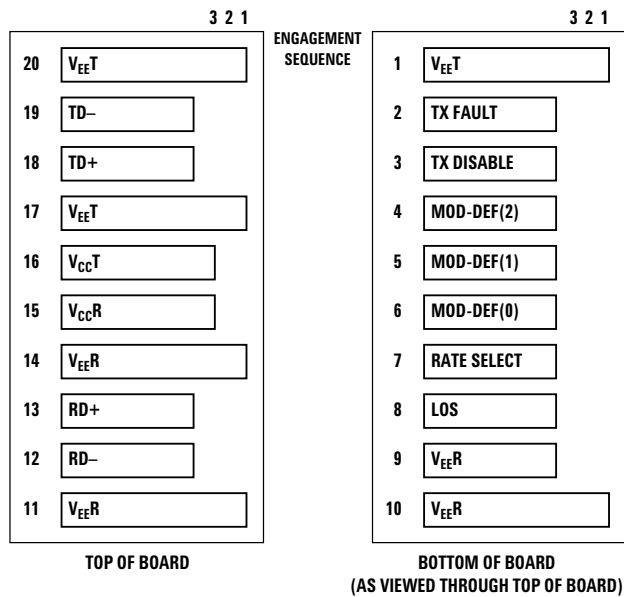 3 2 1
3 2 1
ENGAGEMENT
SEQUENCE
20 VEET
19 TD–
18 TD+
17 VEET
16 VCCT
15 VCCR
14 VEER
13 RD+
12 RD–
11 VEER
TOP OF BOARD
1 VEET
2 TX FAULT
3 TX DISABLE
4 MOD-DEF(2)
5 MOD-DEF(1)
6 MOD-DEF(0)
7 RATE SELECT
8 LOS
9 VEER
10 VEER
BOTTOM OF BOARD
(AS VIEWED THROUGH TOP OF BOARD)